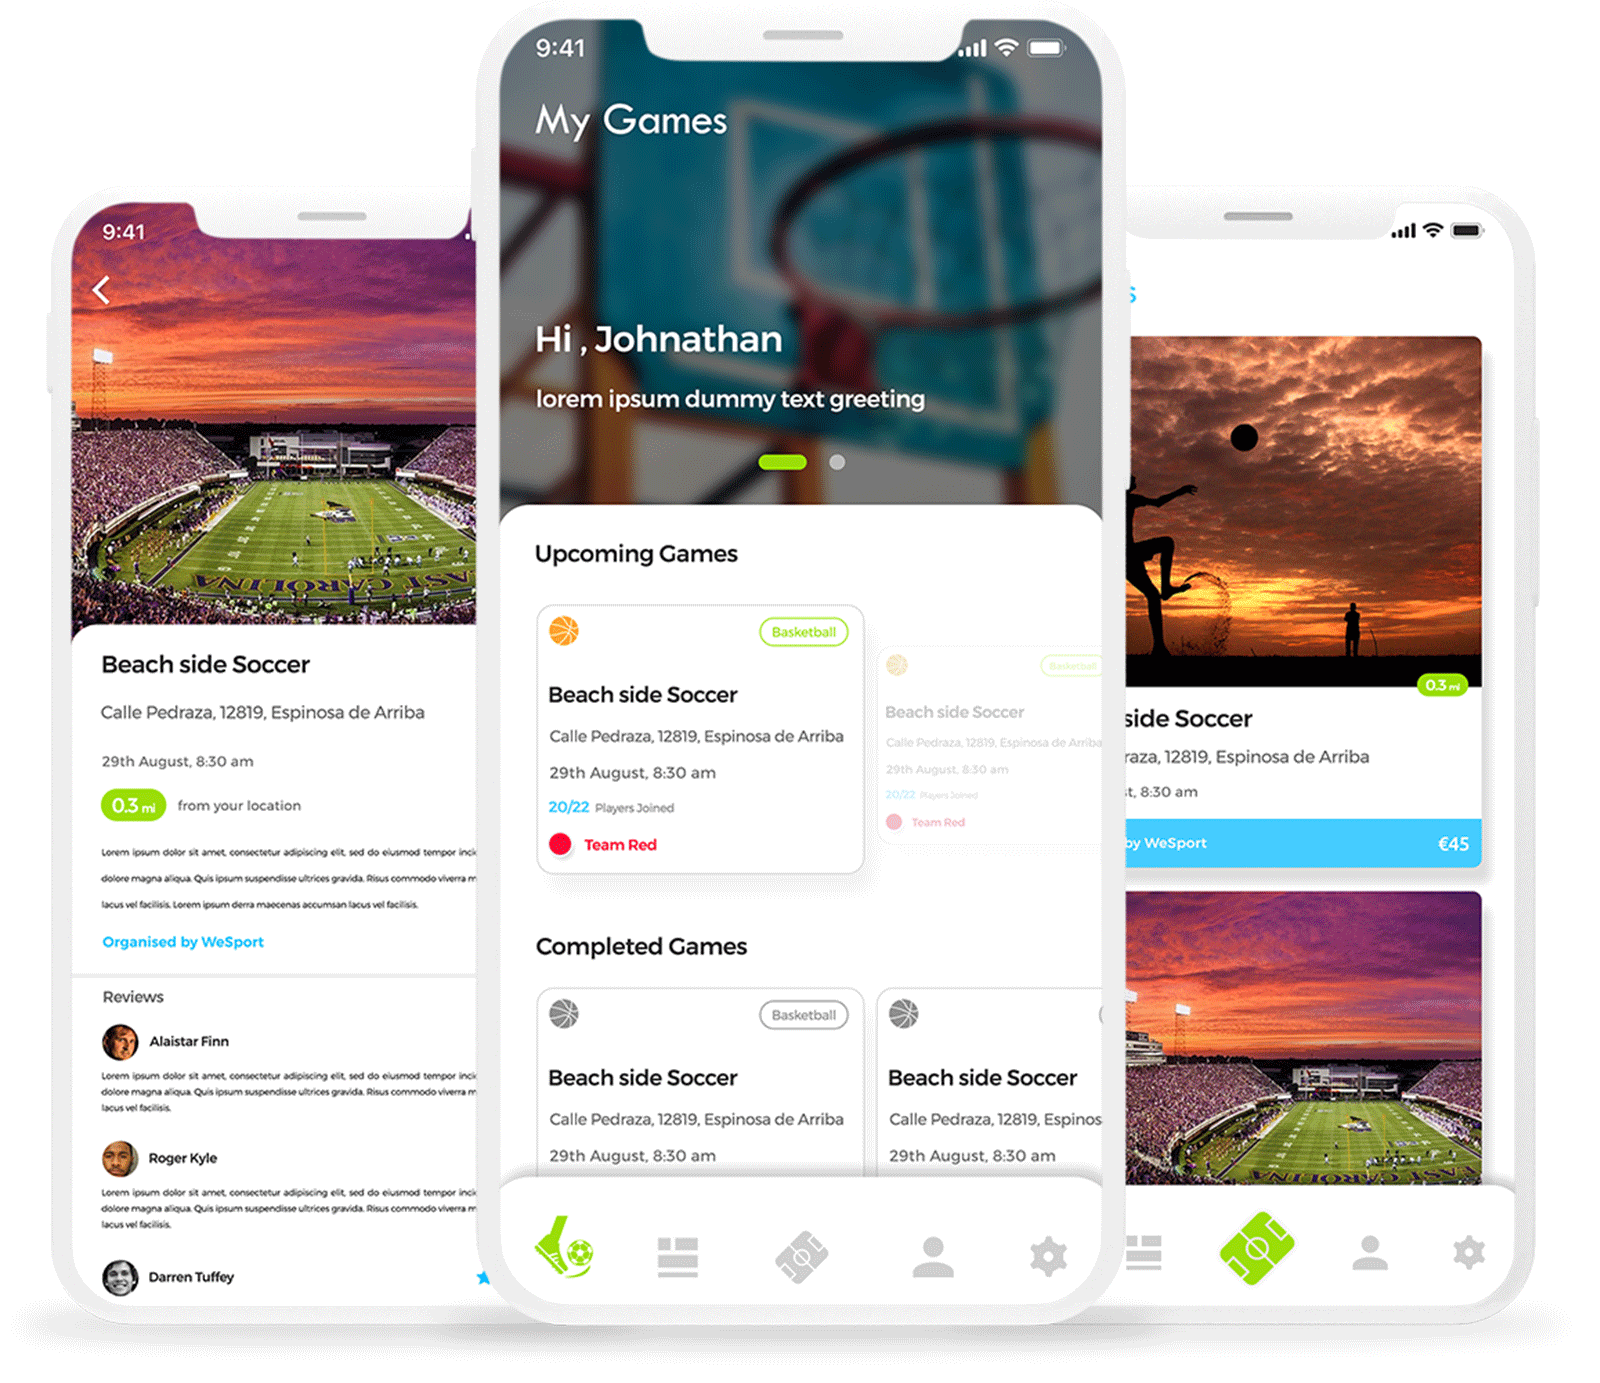 9:41
Beach side Soccer
Calle Pedraza, 12819, Espinosa de Arriba
29th August, 8:30 am
0.3 mi from your location
Lorem ipsum dolor sit amet, consectetur adipiscing elit, sed do eiusmod tempor inci
dolore magna aliqua. Quis ipsum suspendisse ultrices gravida. Risus commodo viverra m
lacus vel facilisis. Lorem ipsum derra maecenas accumsan lacus vel facilisis.
Organised by WeSport
Reviews
Alaistar Finn
Lorem ipsum dolor sit amet, consectetur adipiscing elit, sed do eiusmod tempor inci
dolore magna aliqua. Quis ipsum suspendisse ultrices gravida. Risus commodo viverra m
lacus vel facilisis.
Roger Kyle
Lorem ipsum dolor sit amet, consectetur adipiscing elit, sed do eiusmod tempor inci
dolore magna aliqua. Quis ipsum suspendisse ultrices gravida. Risus commodo viverra m
lacus vel facilisis.
Darren Tuffey
9:41
My Games
Hi , Johnathan
lorem ipsum dummy text greeting
Upcoming Games
Basketball
Beach side Soccer
Calle Pedraza, 12819, Espinosa de Arriba
29th August, 8:30 am
20/22 Players Joined
Team Red
Basketball
Beach side Soccer
Calle Pedraza, 12819, Espinosa de Arriba
29th August, 8:30 am
20/22 Players Joined
Team Red
Completed Games
Basketball
Beach side Soccer
Calle Pedraza, 12819, Espinosa de Arriba
29th August, 8:30 am
Beach side Soccer
Calle Pedraza, 12819, Espinos
29th August, 8:30 am
s
0.3 mi
side Soccer
raza, 12819, Espinosa de Arriba
st, 8:30 am
by WeSport €45